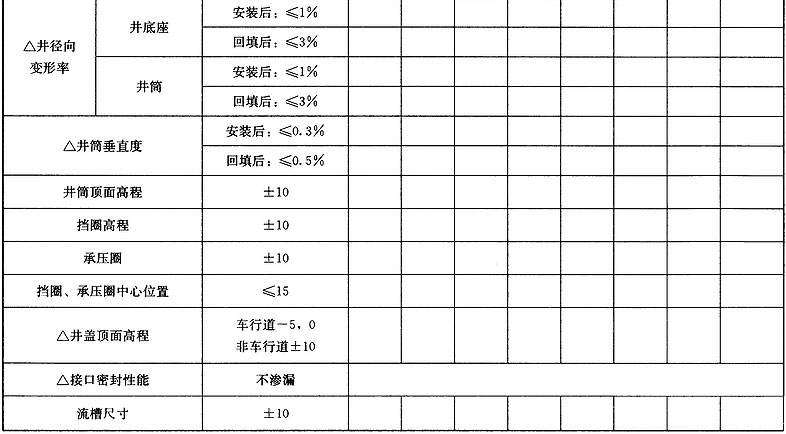 △井径向
变形率
井底座
安装后：≤1%
回填后：≤3%
井筒
安装后：≤1%
回填后：≤3%
△井筒垂直度
安装后：≤0.3%
回填后：≤0.5%
井筒顶面高程
±10
挡圈高程
±10
承压圈
±10
挡圈、承压圈中心位置
≤15
△井盖顶面高程
车行道－5，0
非车行道±10
△接口密封性能
不渗漏
流槽尺寸
±10